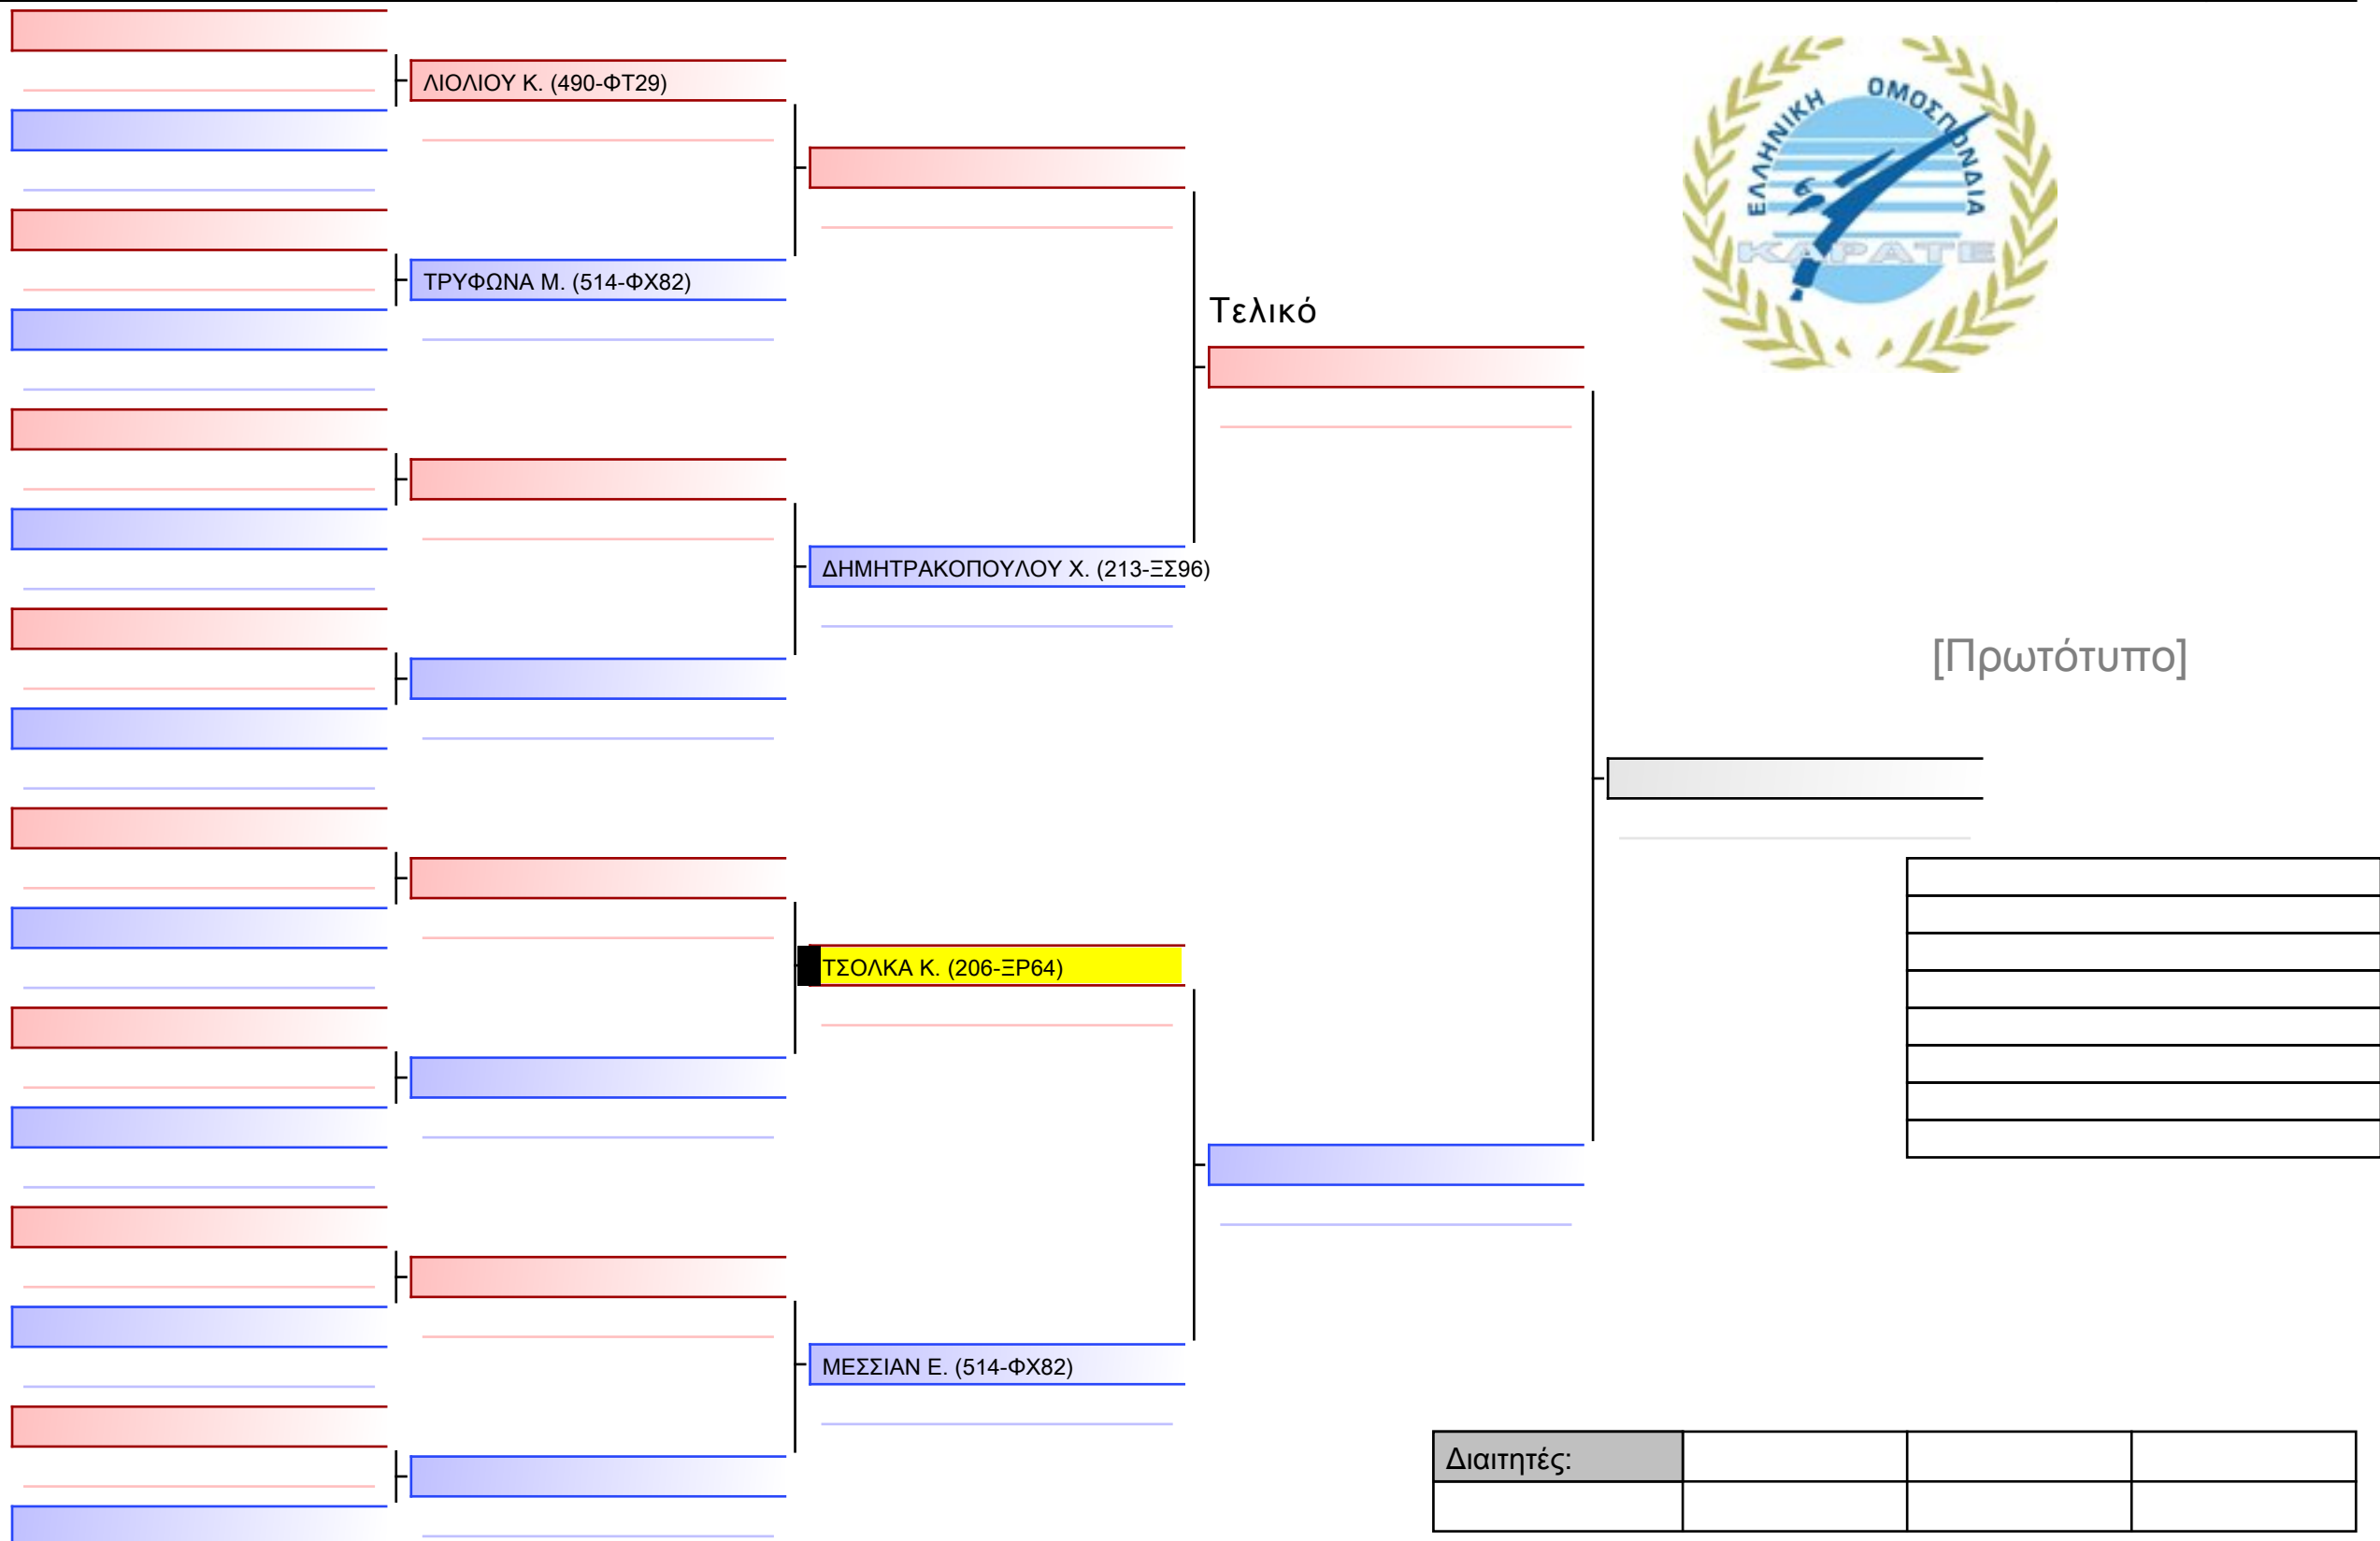 ΛΙΟΛΙΟΥ Κ. (490-ΦΤ29)
ΤΡΥΦΩΝΑ Μ. (514-ΦΧ82)
ΕΛΛΗΝΙΚΗ ΟΜΟΣΠΟΝΔΙΑ
ΚΑΡΑΤΕ
Τελικό
ΔΗΜΗΤΡΑΚΟΠΟΥΛΟΥ Χ. (213-ΞΣ96)
[Πρωτότυπο]
ΤΣΟΛΚΑ Κ. (206-ΞΡ64)
ΜΕΣΣΙΑΝ Ε. (514-ΦΧ82)
Διαιτητές: